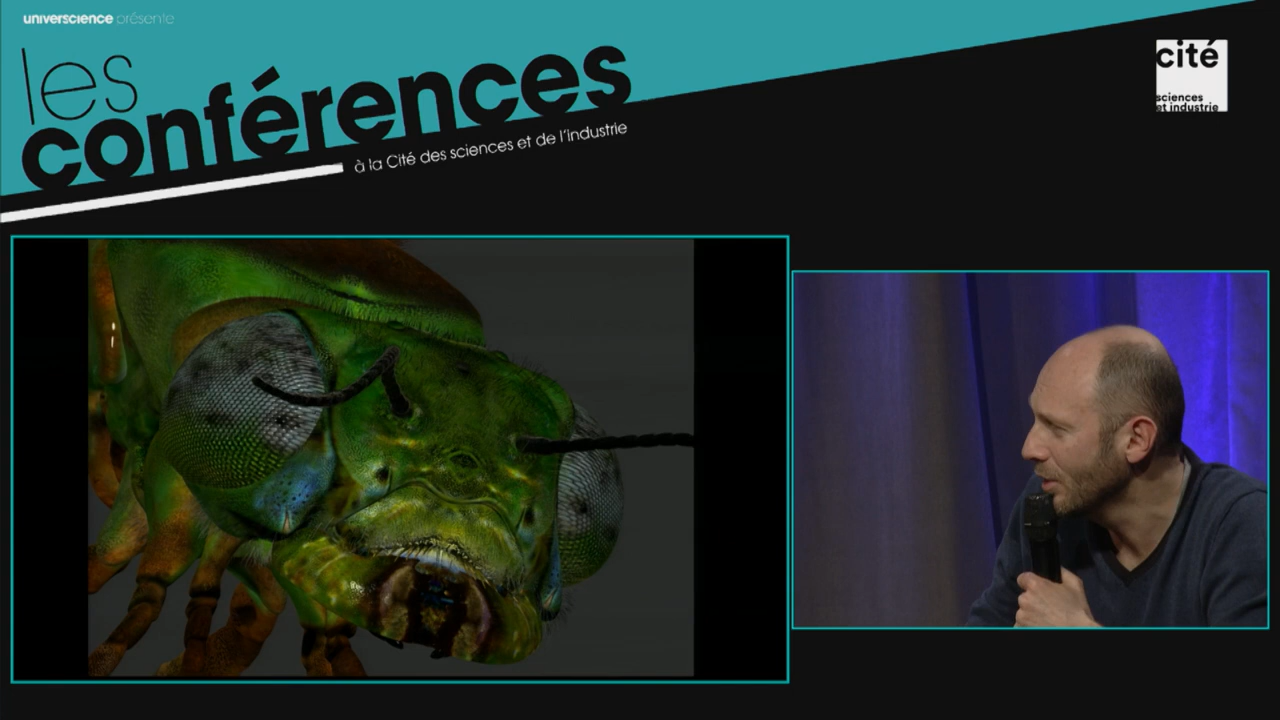 universcience présente
les
conférences
à la Cité des sciences et de l'industrie
cité
sciences
et industrie